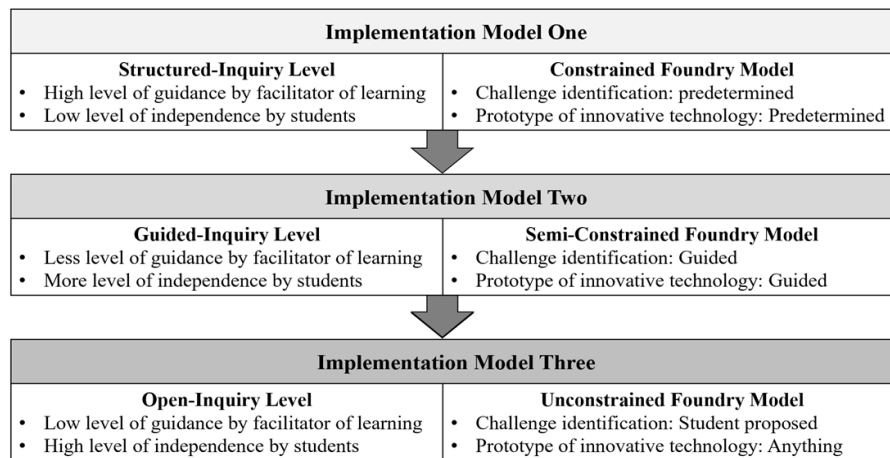 Implementation Model One
Structured-Inquiry Level
• High level of guidance by facilitator of learning
• Low level of independence by students
Constrained Foundry Model
• Challenge identification: predetermined
• Prototype of innovative technology: Predetermined
Implementation Model Two
Guided-Inquiry Level
• Less level of guidance by facilitator of learning
• More level of independence by students
Semi-Constrained Foundry Model
• Challenge identification: Guided
• Prototype of innovative technology: Guided
Implementation Model Three
Open-Inquiry Level
• Low level of guidance by facilitator of learning
• High level of independence by students
Unconstrained Foundry Model
• Challenge identification: Student proposed
• Prototype of innovative technology: Anything